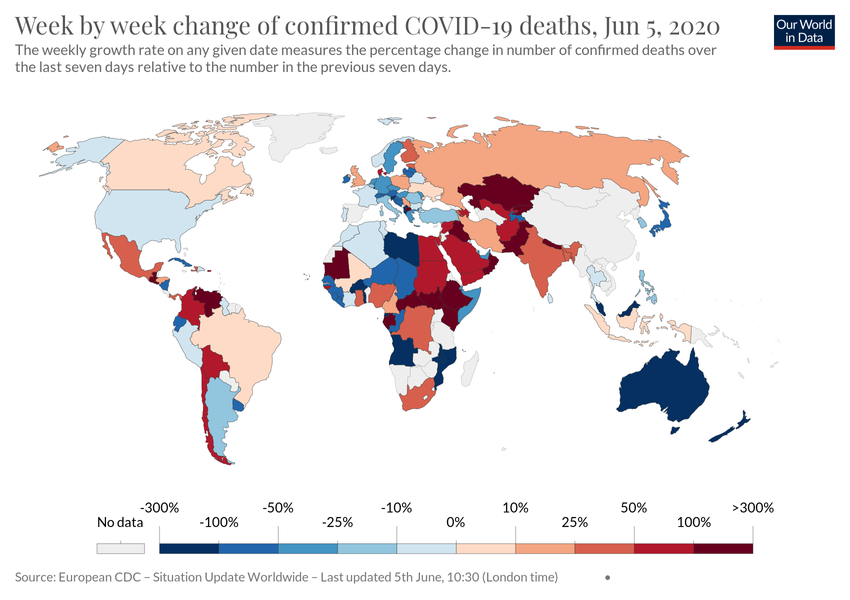 Week by week change of confirmed COVID-19 deaths, Jun 5, 2020
Our World
in Data
The weekly growth rate on any given date measures the percentage change in number of confirmed deaths over
the last seven days relative to the number in the previous seven days.
-300% -50% -10% 10% 50% >300%
No data -100% -25% 0% 25% 100%
Source: European CDC – Situation Update Worldwide – Last updated 5th June, 10:30 (London time) •